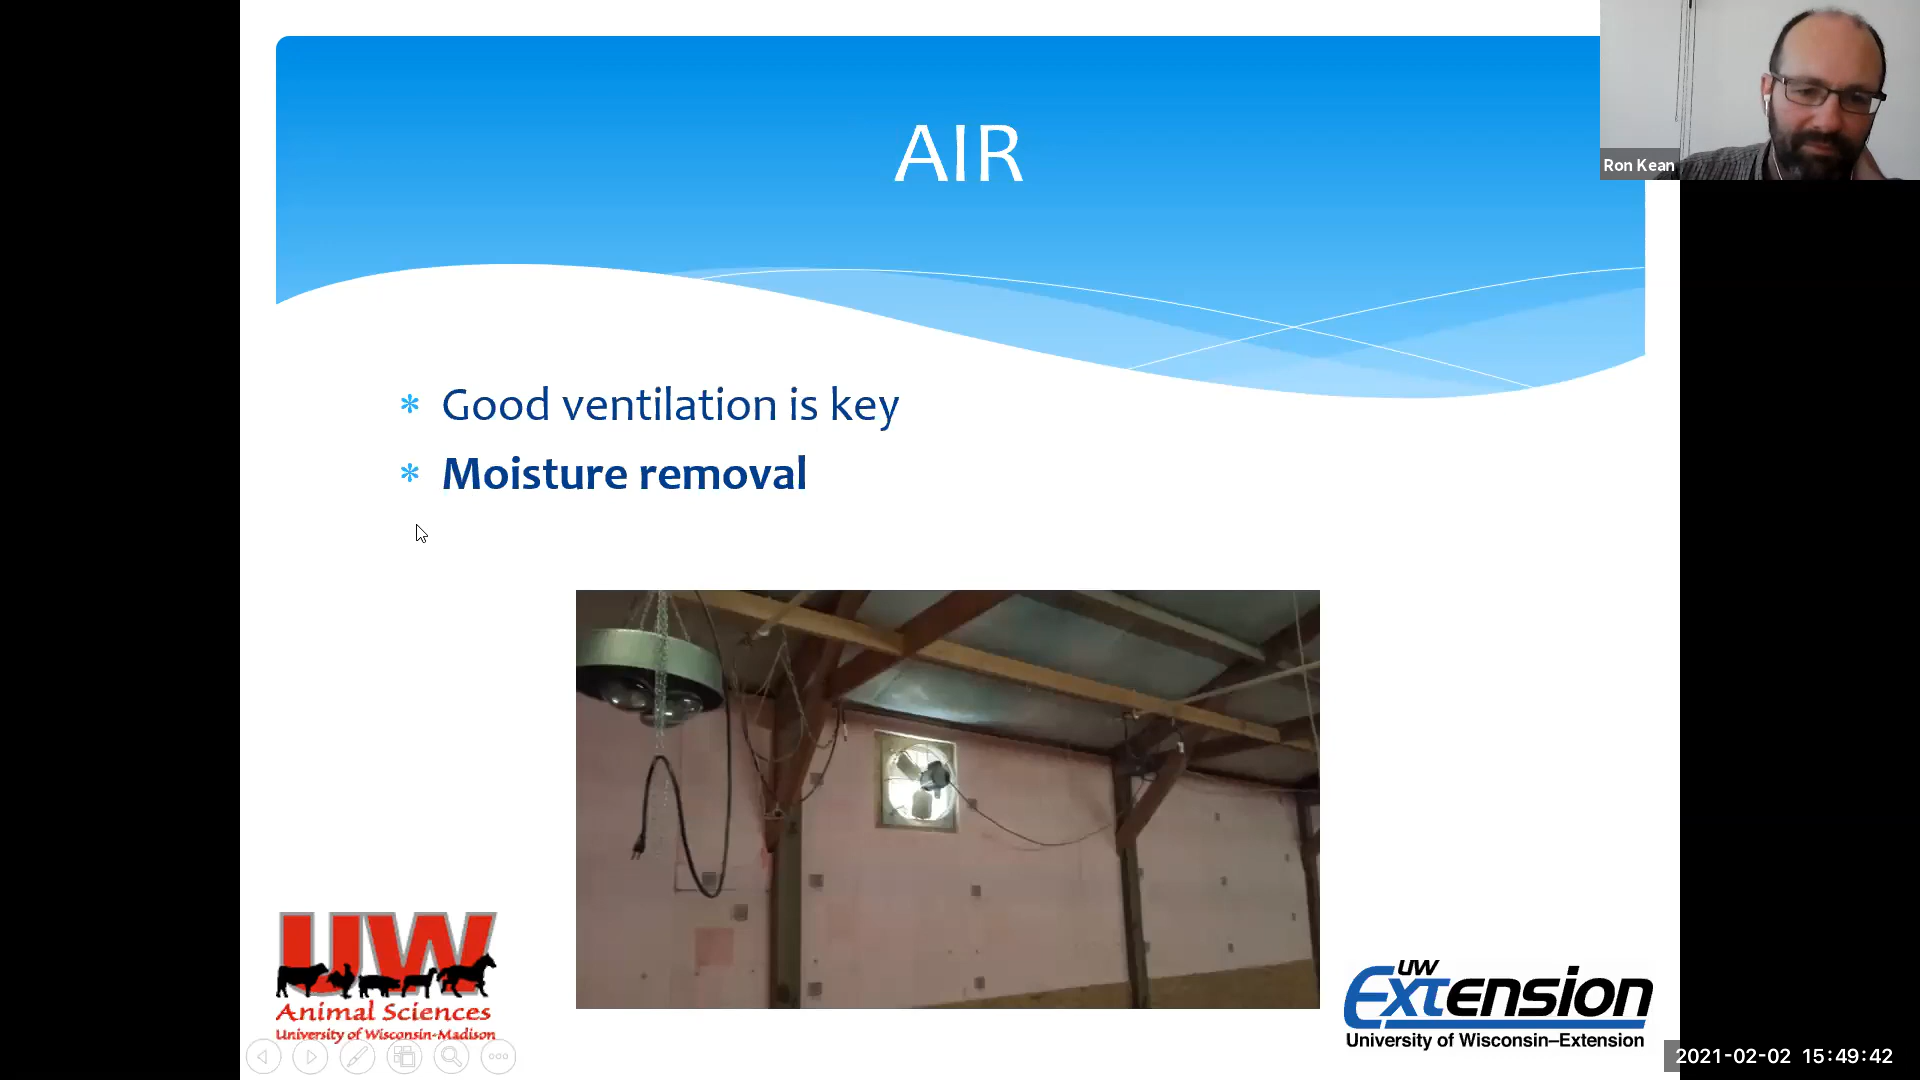 AIR
Ron Kean
* Good ventilation is key
* Moisture removal
UW
Animal Sciences
University of Wisconsin-Madison
UW
Extension
University of Wisconsin–Extension
2021-02-02 15:49:42